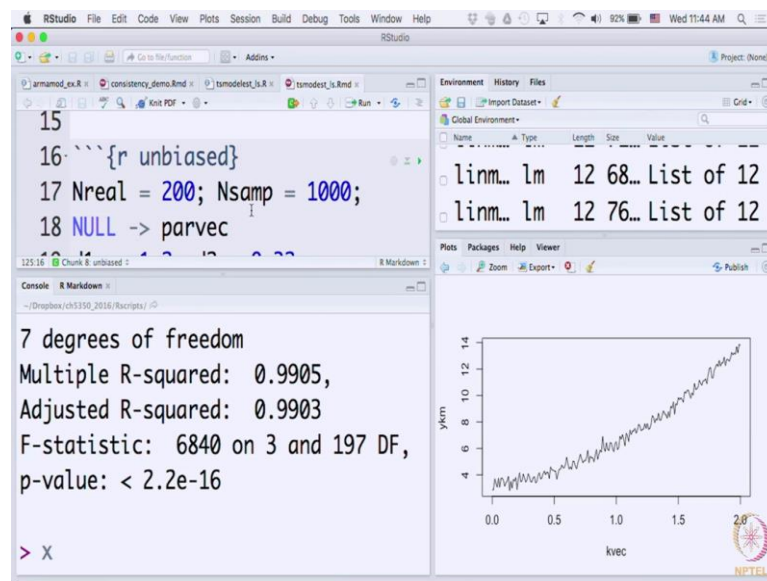 RStudio File Edit Code View Plots Session Build Debug Tools Window Help 92% Wed 11:44 AM
RStudio
Go to file/function Addins Project: (None)
armamod_ex.R consistency_demo.Rmd tsmodelest_ls.R tsmodest_ls.Rmd
Knit PDF Run
15
16 ```{r unbiased}
17 Nreal = 200; Nsamp = 1000;
18 NULL -> parvec
125:16 Chunk 8: unbiased R Markdown
Console R Markdown
~/Dropbox/ch5350_2016/Rscripts/
7 degrees of freedom
Multiple R-squared: 0.9905,
Adjusted R-squared: 0.9903
F-statistic: 6840 on 3 and 197 DF,
p-value: < 2.2e-16
> X
Environment History Files
Import Dataset Grid
Global Environment
Name Type Length Size Value
linm… lm 12 68… List of 12
linm… lm 12 76… List of 12
Plots Packages Help Viewer
Zoom Export Publish
14
12
10
8
6
4
ykm
0.0 0.5 1.0 1.5 2.0
kvec
NPTEL